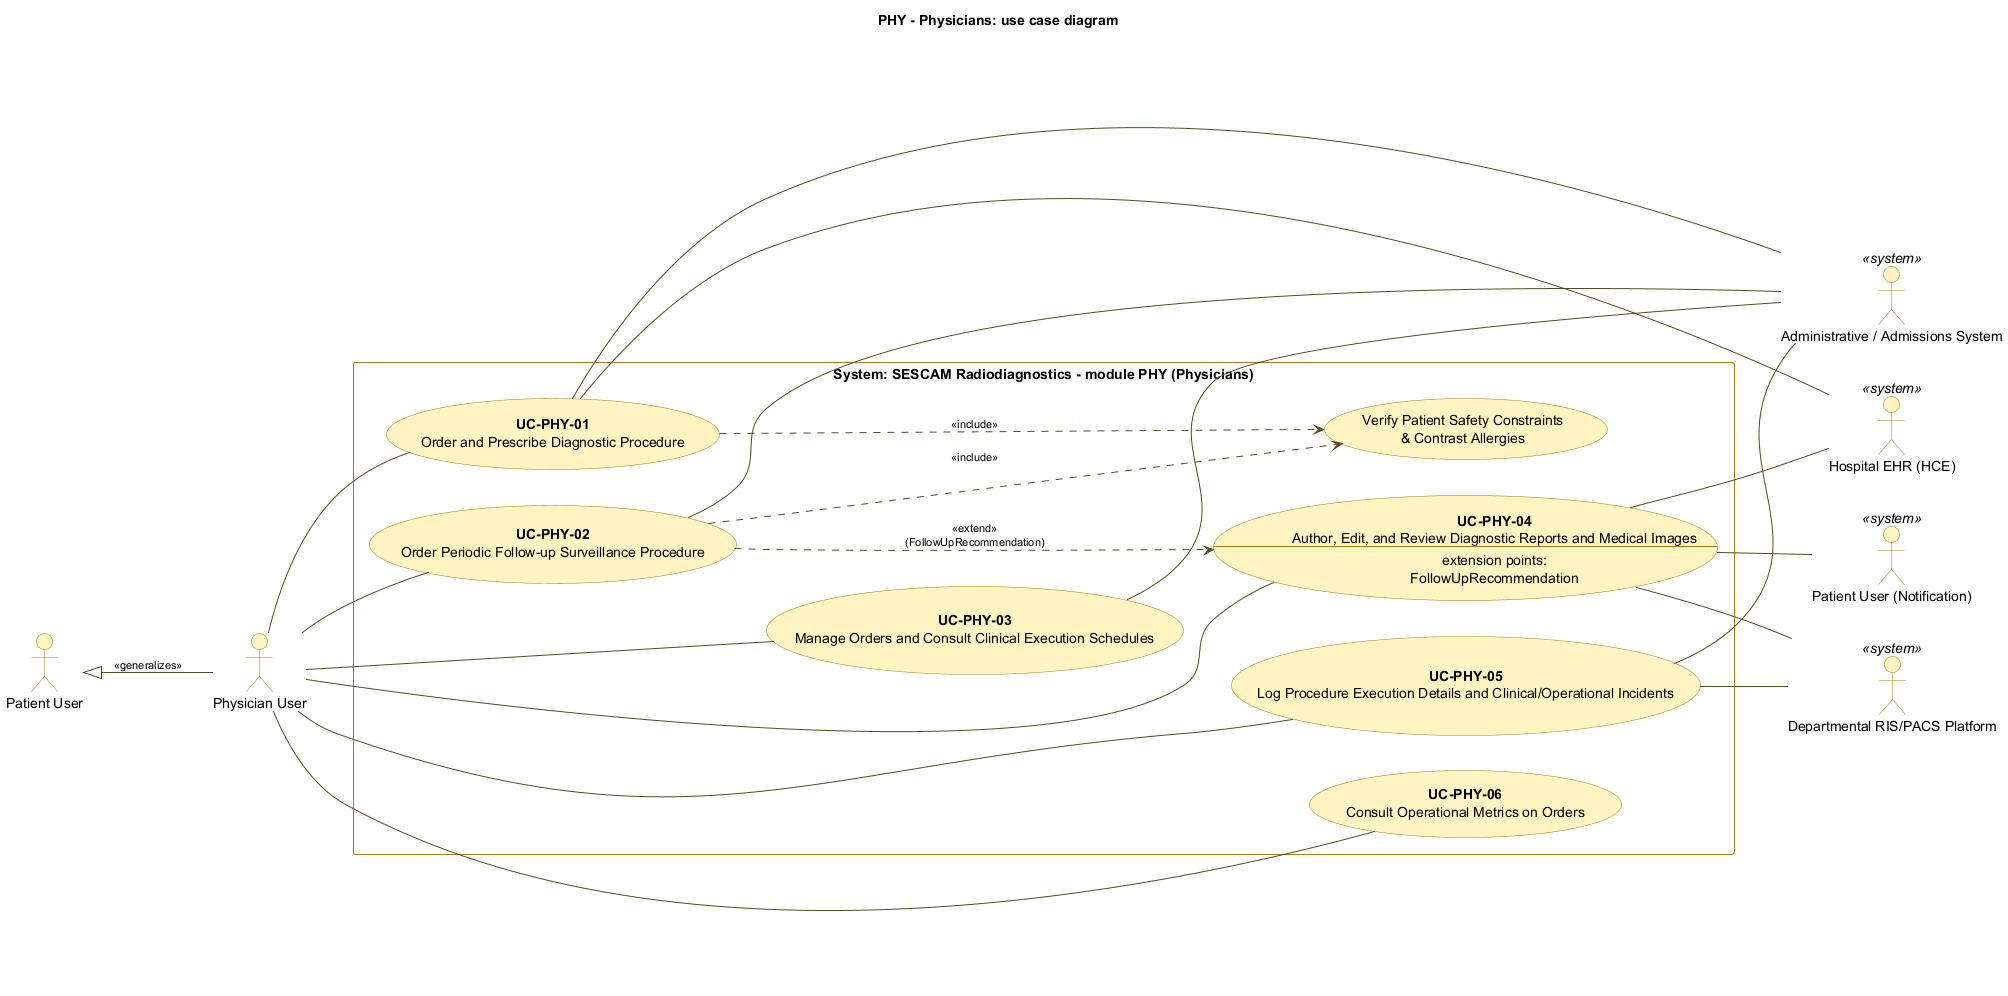 PHY - Physicians: use case diagram
System: SESCAM Radiodiagnostics - module PHY (Physicians)
UC-PHY-01
Order and Prescribe Diagnostic Procedure
«include»
Verify Patient Safety Constraints
& Contrast Allergies
«include»
UC-PHY-02
Order Periodic Follow-up Surveillance Procedure
«extend»
(FollowUpRecommendation)
UC-PHY-04
Author, Edit, and Review Diagnostic Reports and Medical Images
extension points:
FollowUpRecommendation
UC-PHY-03
Manage Orders and Consult Clinical Execution Schedules
UC-PHY-05
Log Procedure Execution Details and Clinical/Operational Incidents
UC-PHY-06
Consult Operational Metrics on Orders
Patient User
«generalizes»
Physician User
«system»
Administrative / Admissions System
«system»
Hospital EHR (HCE)
«system»
Patient User (Notification)
«system»
Departmental RIS/PACS Platform